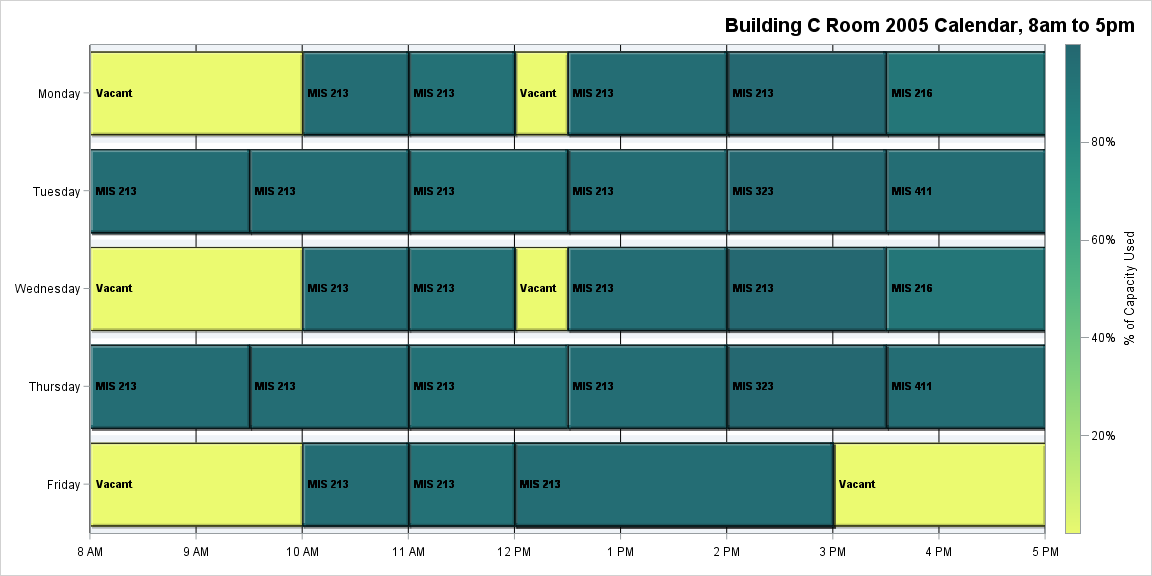 Building C Room 2005 Calendar, 8am to 5pm
Monday
Vacant
MIS 213
MIS 213
Vacant
MIS 213
MIS 213
MIS 216
Tuesday
MIS 213
MIS 213
MIS 213
MIS 213
MIS 323
MIS 411
Wednesday
Vacant
MIS 213
MIS 213
Vacant
MIS 213
MIS 213
MIS 216
Thursday
MIS 213
MIS 213
MIS 213
MIS 213
MIS 323
MIS 411
Friday
Vacant
MIS 213
MIS 213
MIS 213
Vacant
8 AM
9 AM
10 AM
11 AM
12 PM
1 PM
2 PM
3 PM
4 PM
5 PM
80%
60%
40%
20%
% of Capacity Used